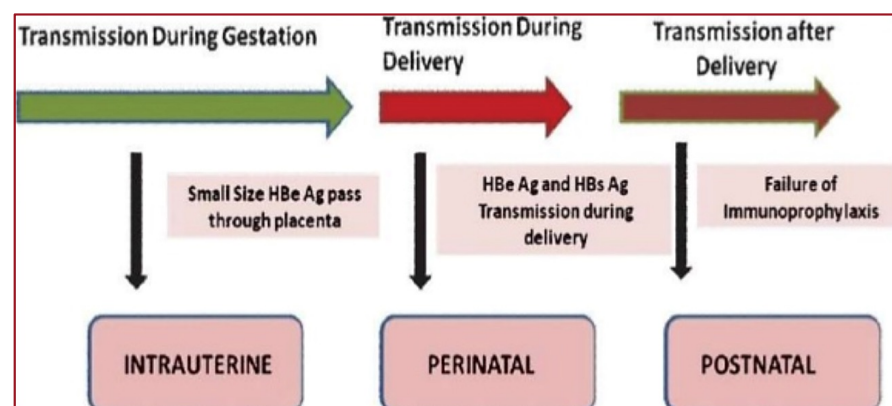 Transmission During Gestation
Transmission During
Delivery
Transmission after
Delivery
Small Size HBe Ag pass
through placenta
HBe Ag and HBs Ag
Transmission during
delivery
Failure of
Immunoprophylaxis
INTRAUTERINE
PERINATAL
POSTNATAL